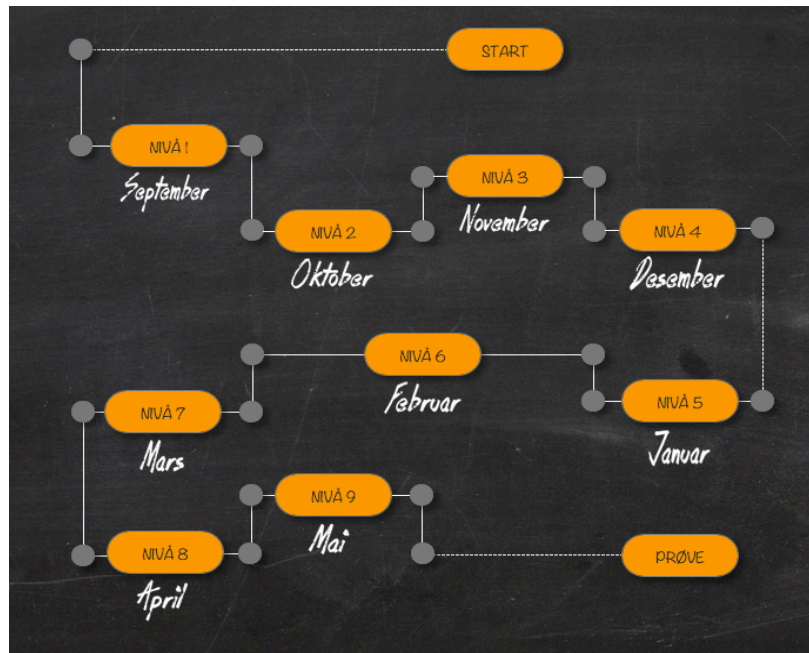 START
NIVÅ 1
September
NIVÅ 2
Oktober
NIVÅ 3
November
NIVÅ 4
Desember
NIVÅ 5
Januar
NIVÅ 6
Februar
NIVÅ 7
Mars
NIVÅ 8
April
NIVÅ 9
Mai
PRØVE